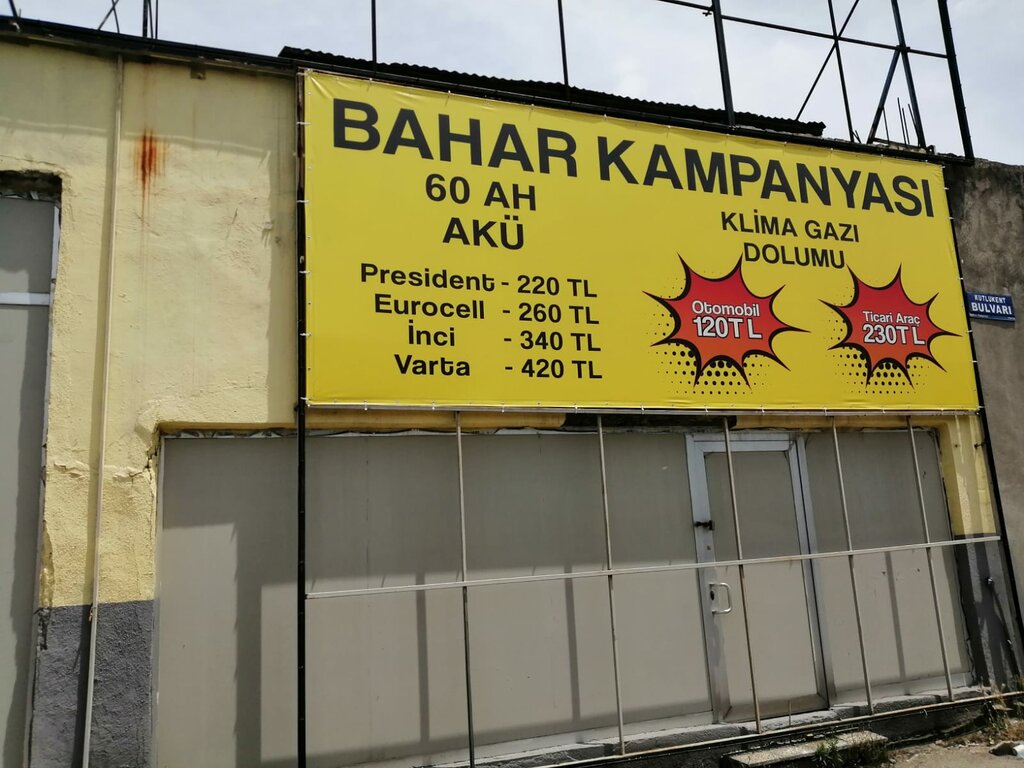 BAHAR KAMPANYASI
60 AH
AKÜ
President - 220 TL
Eurocell - 260 TL
İnci - 340 TL
Varta - 420 TL
KLİMA GAZI
DOLUMU
Otomobil
120TL
Ticari Araç
230TL
KUTLUKENT
BULVARI